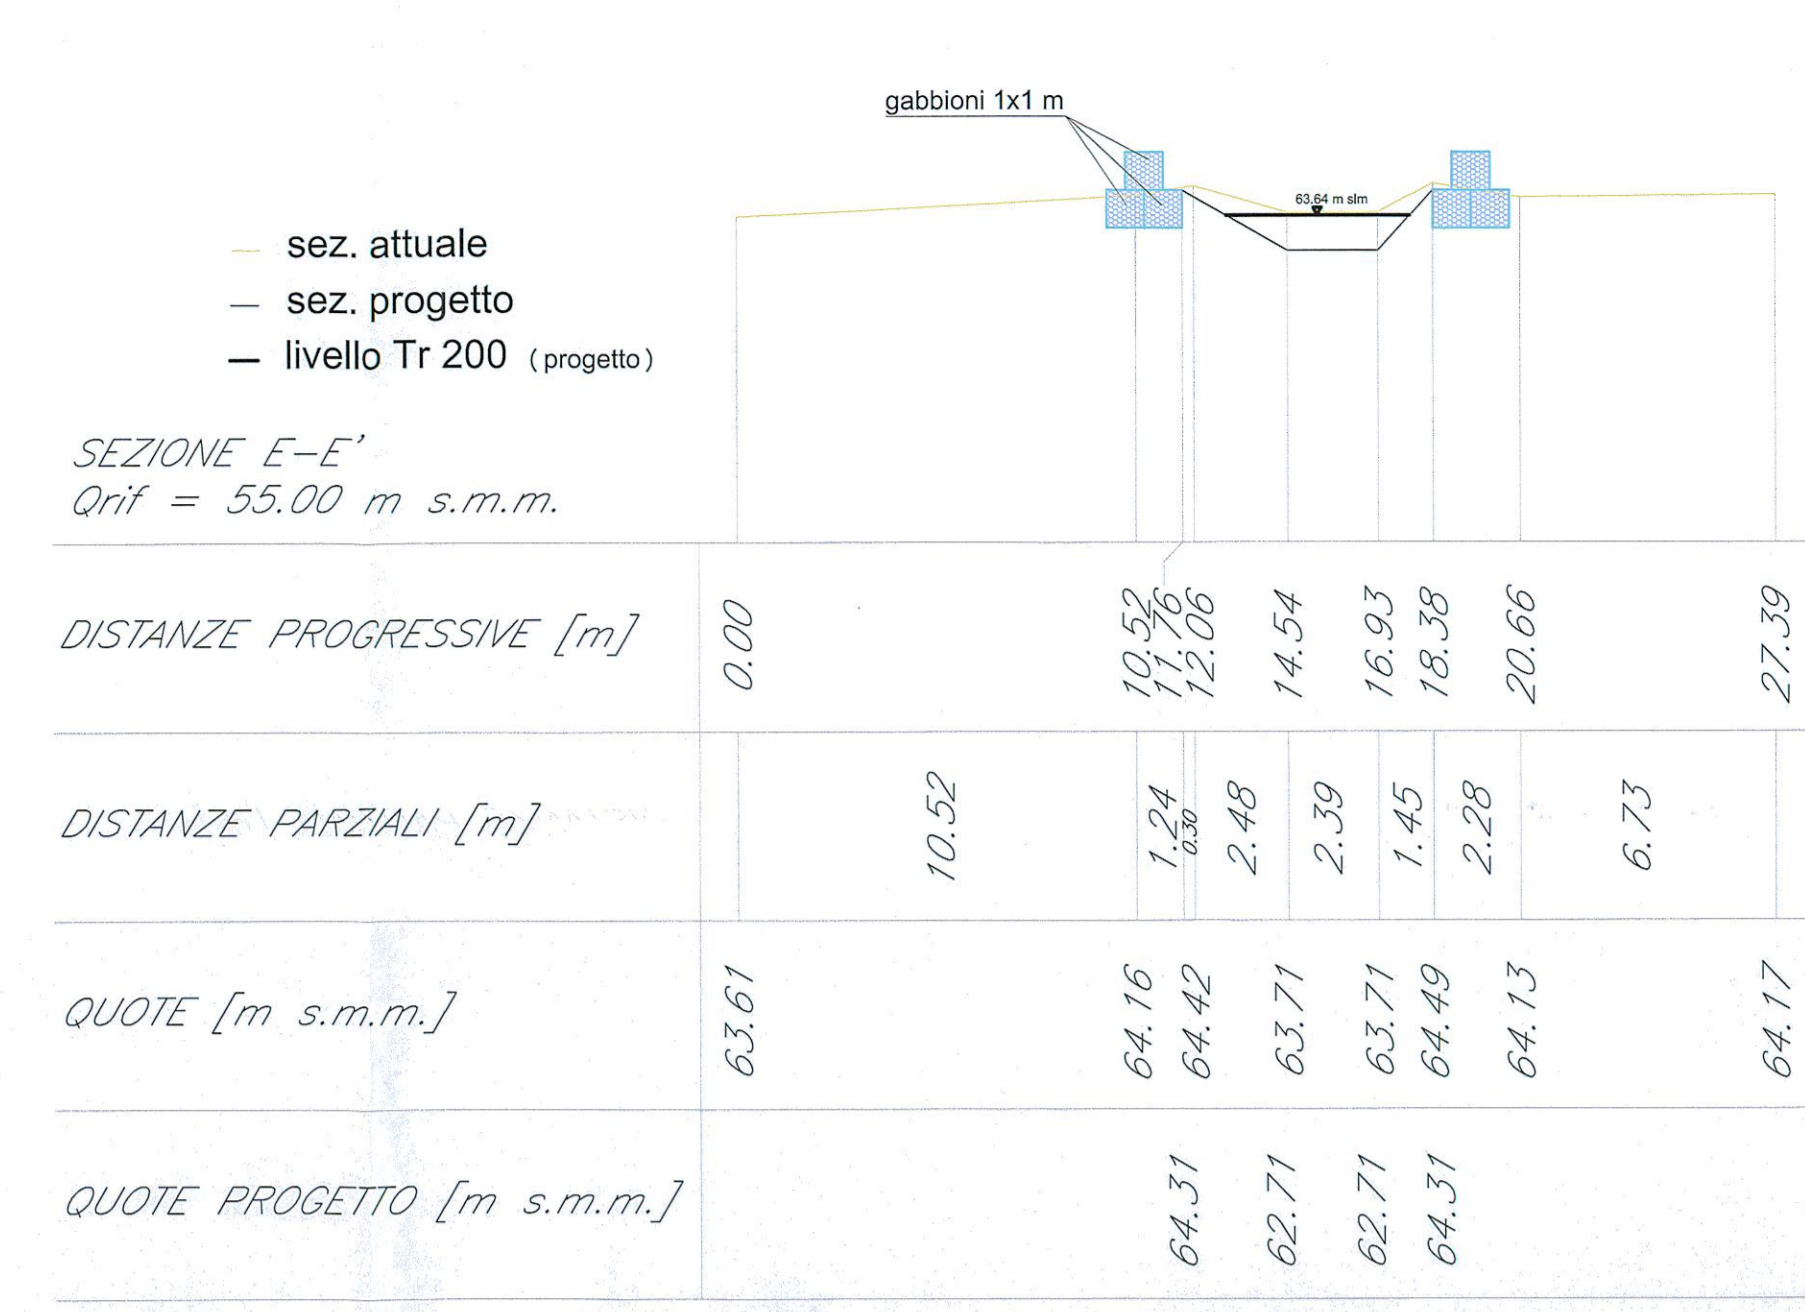 gabbioni 1x1 m
63.64 m slm
sez. attuale
sez. progetto
livello Tr 200 (progetto)
SEZIONE E-E'
Qrif = 55.00 m s.m.m.
DISTANZE PROGRESSIVE [m] 0.00 10.52 11.76 12.06 14.54 16.93 18.38 20.66 27.39
DISTANZE PARZIALI [m] 10.52 1.24 0.30 2.48 2.39 1.45 2.28 6.73
QUOTE [m s.m.m.] 63.61 64.16 64.42 63.71 63.71 64.49 64.13 64.17
QUOTE PROGETTO [m s.m.m.] 64.31 62.71 62.71 64.31